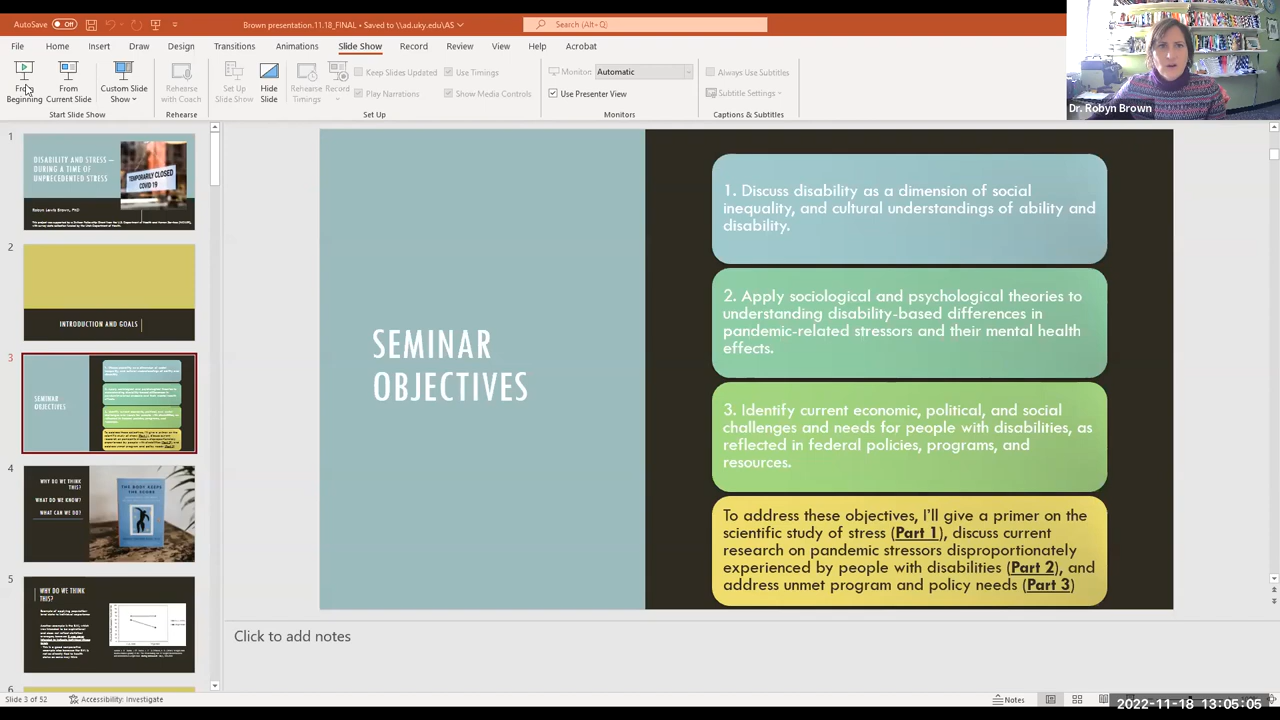 AutoSave Off
Brown presentation.11.18_FINAL • Saved to \\ad.uky.edu\AS
Search (Alt+Q)
File Home Insert Draw Design Transitions Animations Slide Show Record Review View Help Acrobat
From Beginning
From Current Slide
Custom Slide Show
Start Slide Show
Rehearse with Coach
Rehearse
Set Up Slide Show
Hide Slide
Rehearse Timings
Record
Keep Slides Updated
Play Narrations
Use Timings
Show Media Controls
Set Up
Monitor: Automatic
Use Presenter View
Monitors
Always Use Subtitles
Subtitle Settings
Captions & Subtitles
Dr. Robyn Brown
1
DISABILITY AND STRESS –
DURING A TIME OF
UNPRECEDENTED STRESS
TEMPORARILY CLOSED
COVID 19
Robyn Lewis Brown, PhD
2
INTRODUCTION AND GOALS
3
SEMINAR
OBJECTIVES
4
WHY DO WE THINK
THIS?
WHAT DO WE KNOW?
WHAT CAN WE DO?
THE BODY KEEPS
THE SCORE
5
WHY DO WE THINK
THIS?
6
SEMINAR
OBJECTIVES
1. Discuss disability as a dimension of social
inequality, and cultural understandings of ability and
disability.
2. Apply sociological and psychological theories to
understanding disability-based differences in
pandemic-related stressors and their mental health
effects.
3. Identify current economic, political, and social
challenges and needs for people with disabilities, as
reflected in federal policies, programs, and
resources.
To address these objectives, I'll give a primer on the
scientific study of stress (Part 1), discuss current
research on pandemic stressors disproportionately
experienced by people with disabilities (Part 2), and
address unmet program and policy needs (Part 3)
Click to add notes
Slide 3 of 52
Accessibility: Investigate
Notes
2022-11-18 13:05:05